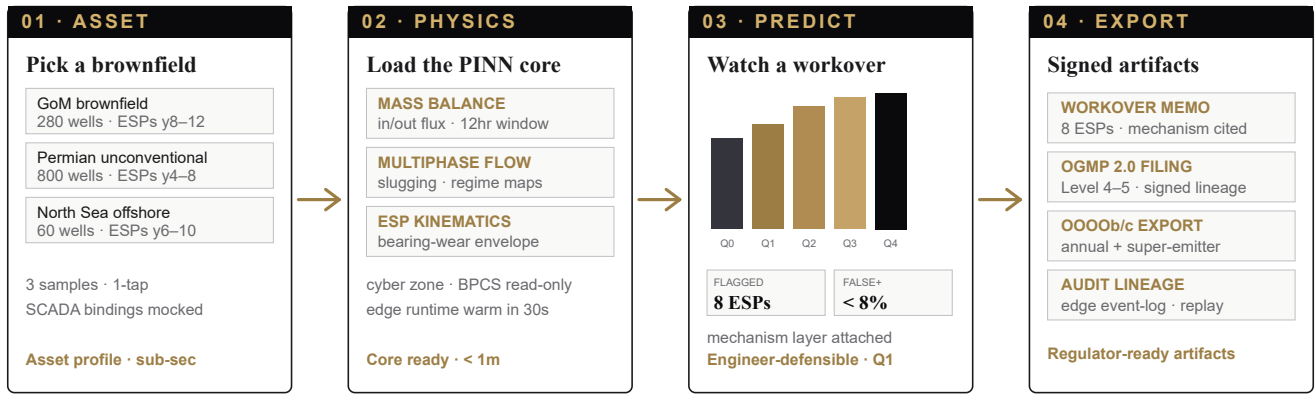 01 · ASSET
Pick a brownfield
GoM brownfield
280 wells · ESPs y8–12
Permian unconventional
800 wells · ESPs y4–8
North Sea offshore
60 wells · ESPs y6–10
3 samples · 1-tap
SCADA bindings mocked
Asset profile · sub-sec
02 · PHYSICS
Load the PINN core
MASS BALANCE
in/out flux · 12hr window
MULTIPHASE FLOW
slugging · regime maps
ESP KINEMATICS
bearing-wear envelope
cyber zone · BPCS read-only
edge runtime warm in 30s
Core ready · < 1m
03 · PREDICT
Watch a workover
Q0 Q1 Q2 Q3 Q4
FLAGGED
8 ESPs
FALSE+
< 8%
mechanism layer attached
Engineer-defensible · Q1
04 · EXPORT
Signed artifacts
WORKOVER MEMO
8 ESPs · mechanism cited
OGMP 2.0 FILING
Level 4–5 · signed lineage
OOOOb/c EXPORT
annual + super-emitter
AUDIT LINEAGE
edge event-log · replay
Regulator-ready artifacts